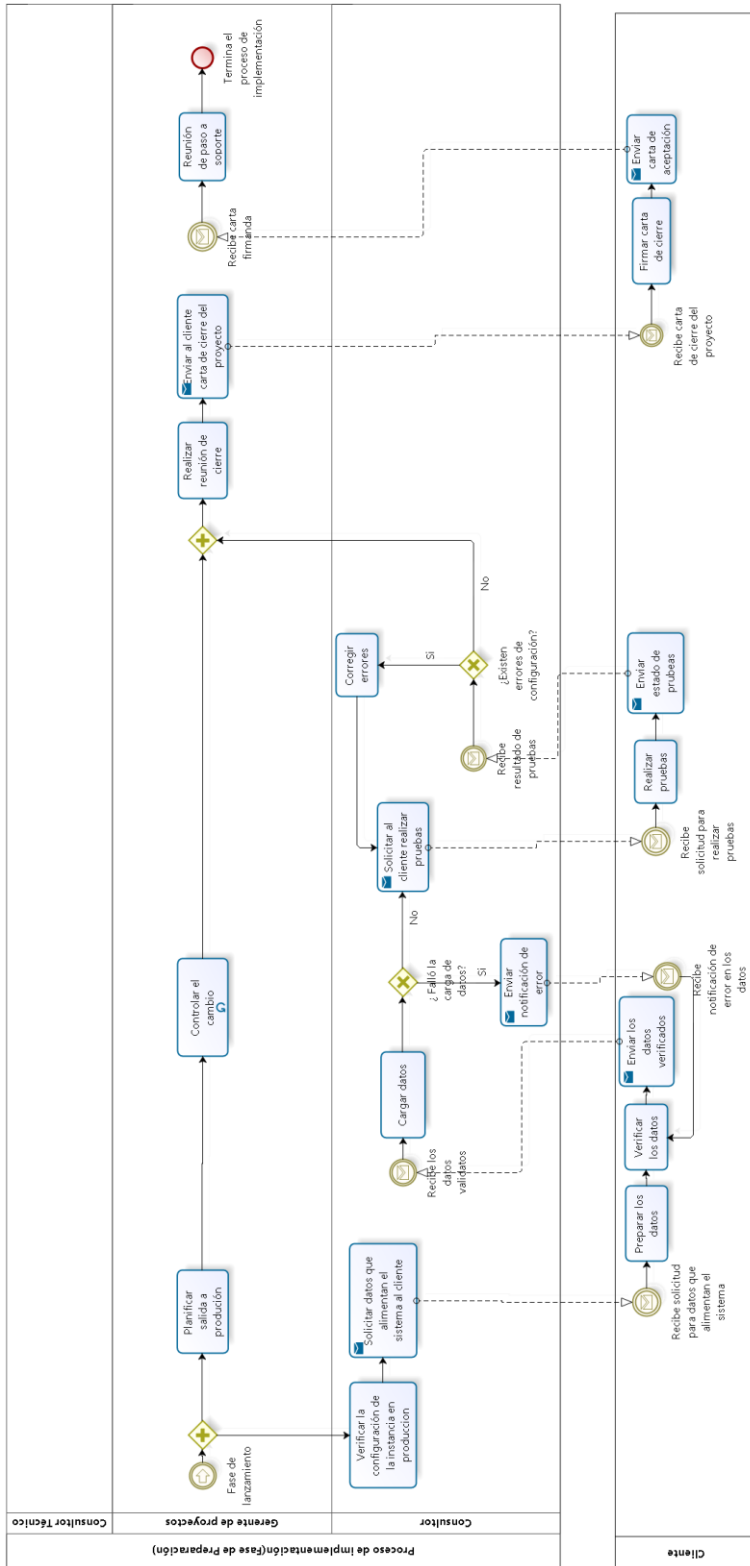 Proceso de implementación(Fase de Preparación)
Consultor Técnico
Gerente de proyectos
Fase de
lanzamiento
Planificar
salida a
produción
Controlar el
cambio
Realizar
reunión de
cierre
Enviar al cliente
carta de cierre del
proyecto
Recibe carta
firmanda
Reunión
de paso a
soporte
Termina el
proceso de
implementación
Consultor
Verificar la
configuración de
la instancia en
produccion
Solicitar datos que
alimentan el
sistema al cliente
Recibe los
datos
validatos
Cargar datos
¿ Falló la
carga de
datos?
No
Si
Enviar
notificación de
error
Solicitar al
cliente realizar
pruebas
Corregir
errores
Recibe
resultado de
pruebas
¿Existen
errores de
configuración?
Si
No
Cliente
Recibe solicitud
para datos que
alimentan el
sistema
Preparar los
datos
Verificar
los datos
Enviar los
datos
verificados
Recibe
notificación de
error en los
datos
Recibe
solicitud para
realizar
pruebas
Realizar
pruebas
Enviar
estado de
prubeas
Recibe carta
de cierre del
proyecto
Firmar carta
de cierre
Enviar
carta de
aceptación